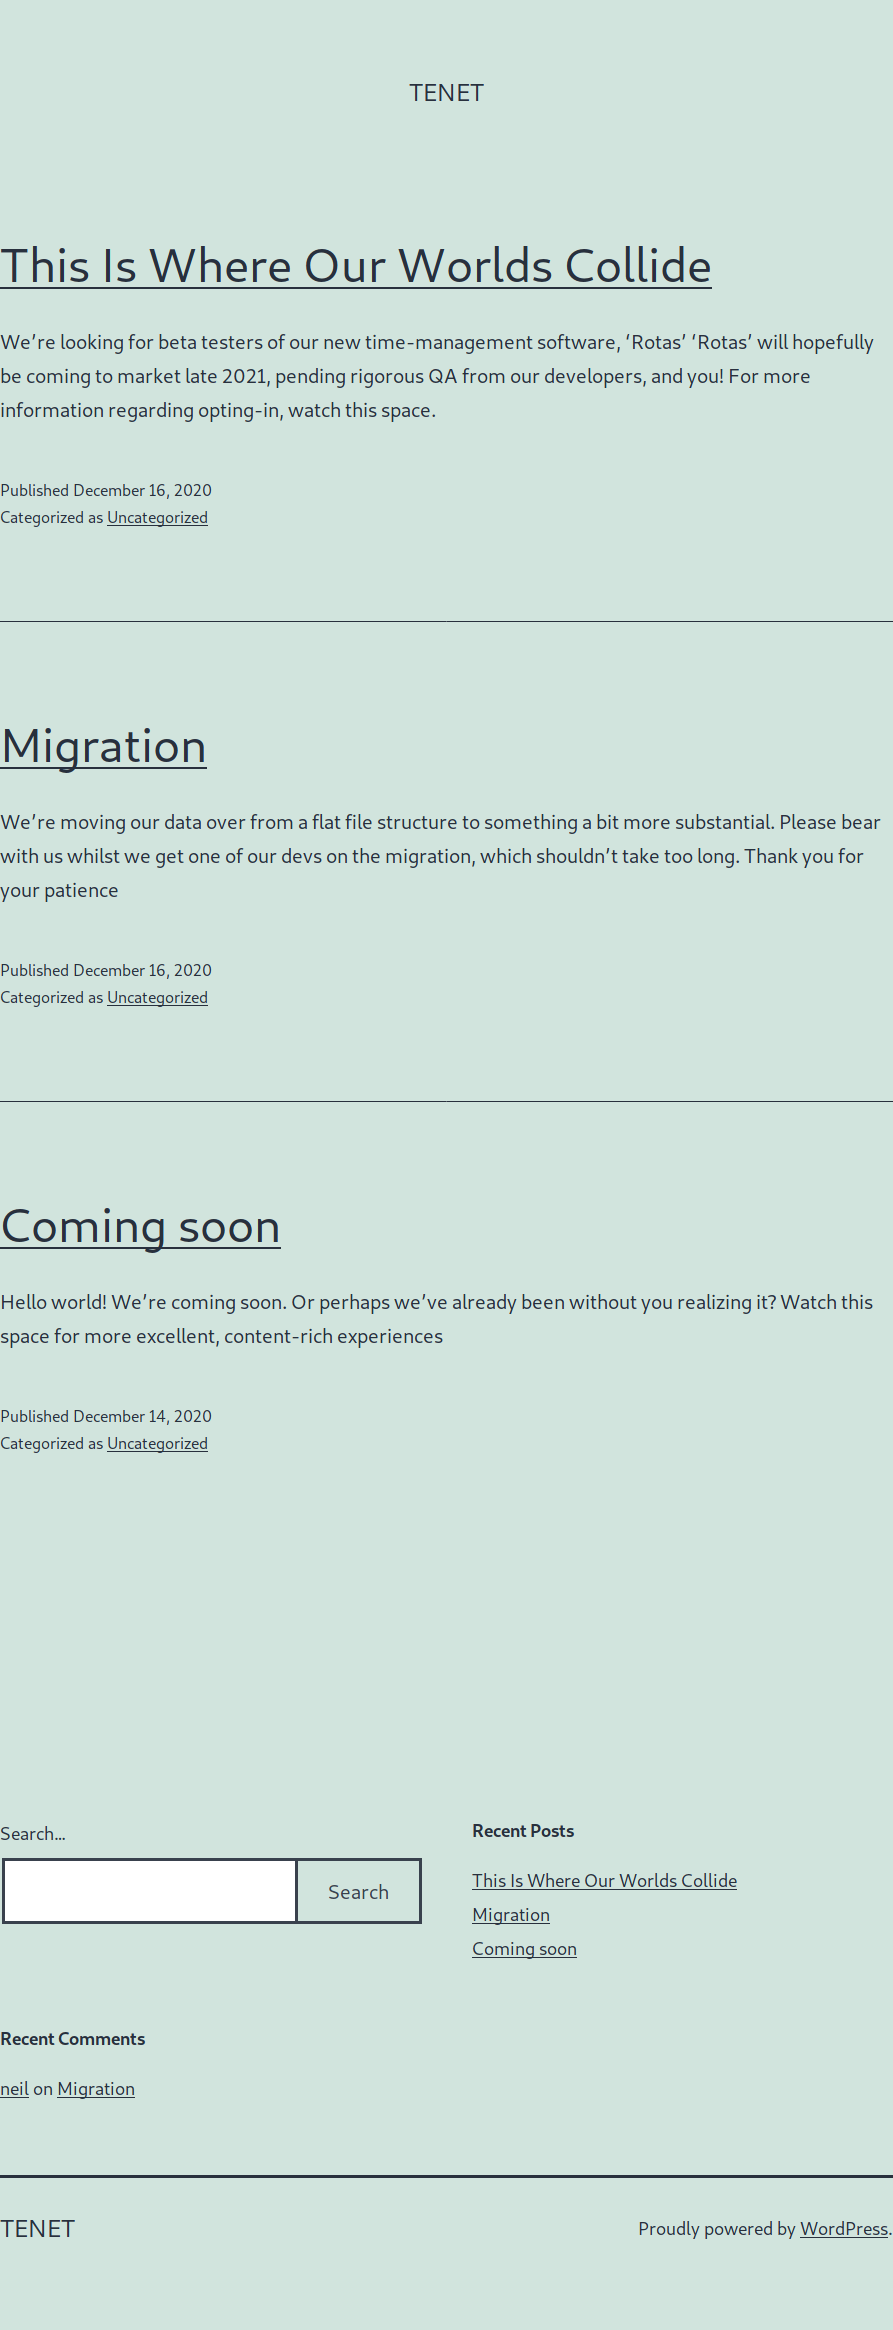 TENET
This Is Where Our Worlds Collide
We’re looking for beta testers of our new time-management software, ‘Rotas’ ‘Rotas’ will hopefully
be coming to market late 2021, pending rigorous QA from our developers, and you! For more
information regarding opting-in, watch this space.
Published December 16, 2020
Categorized as Uncategorized
Migration
We’re moving our data over from a flat file structure to something a bit more substantial. Please bear
with us whilst we get one of our devs on the migration, which shouldn’t take too long. Thank you for
your patience
Published December 16, 2020
Categorized as Uncategorized
Coming soon
Hello world! We’re coming soon. Or perhaps we’ve already been without you realizing it? Watch this
space for more excellent, content-rich experiences
Published December 14, 2020
Categorized as Uncategorized
Search…
Search
Recent Posts
This Is Where Our Worlds Collide
Migration
Coming soon
Recent Comments
neil on Migration
TENET
Proudly powered by WordPress.